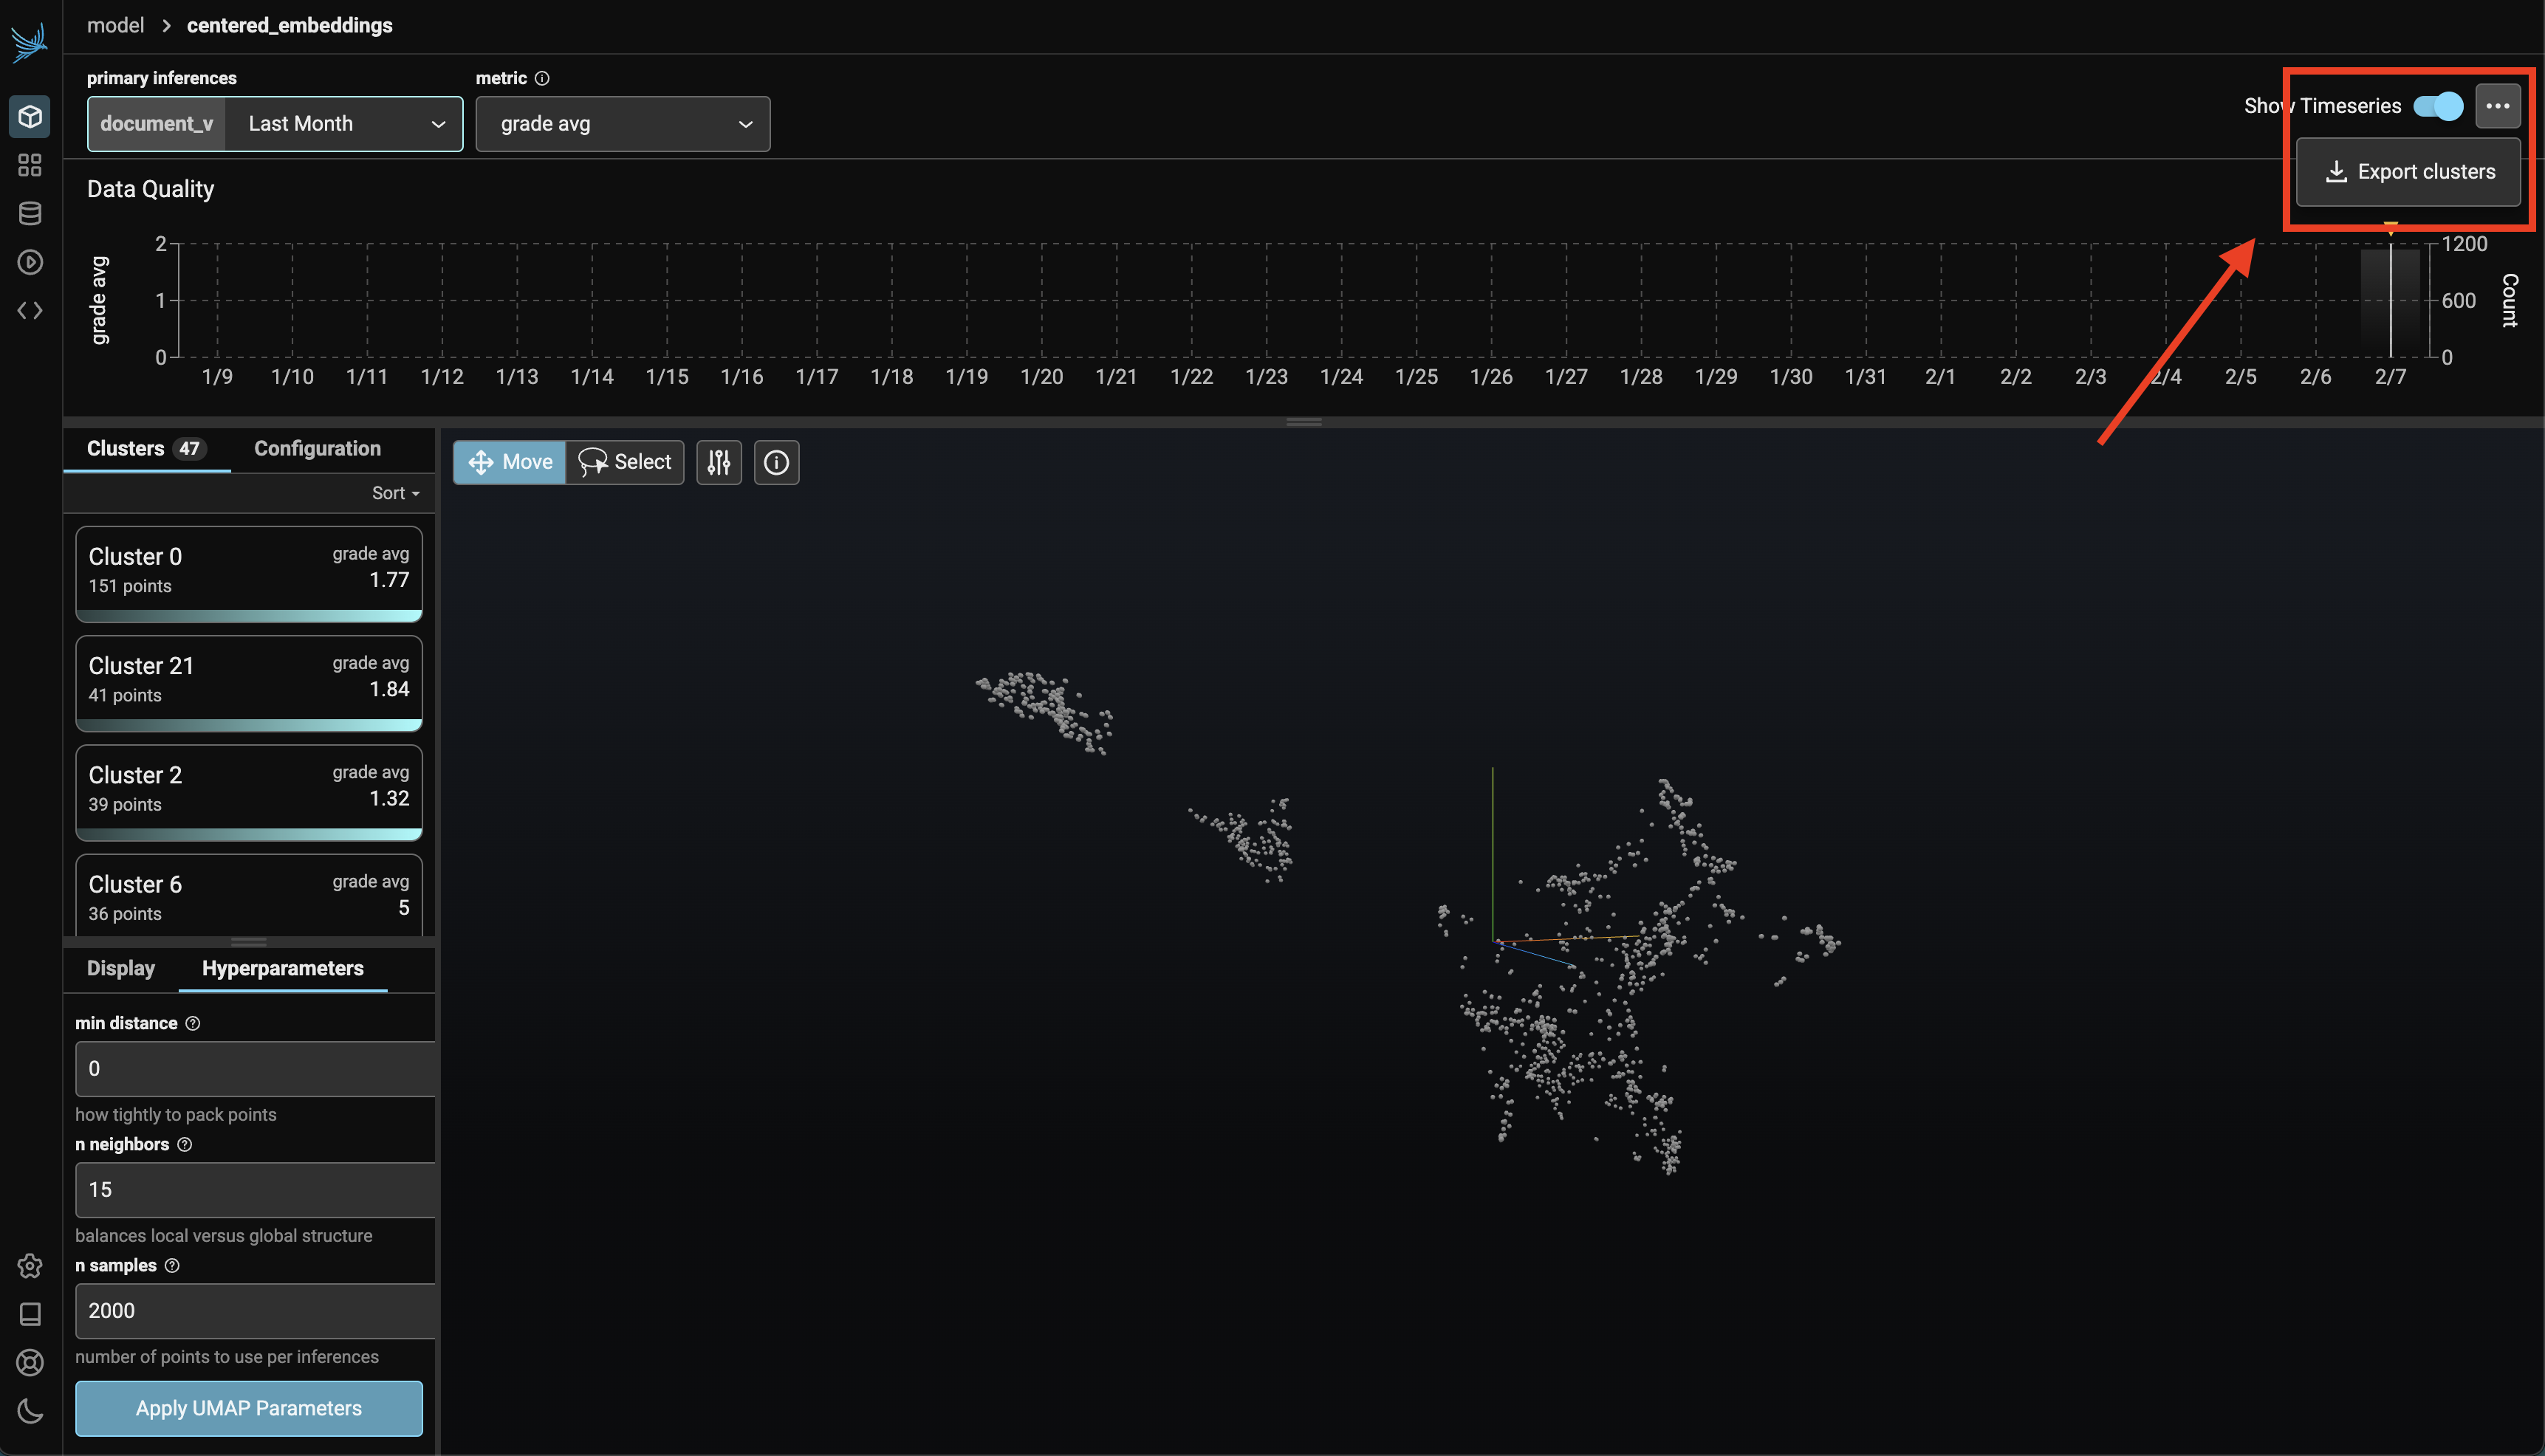 model > centered_embeddings
primary inferences
document_v Last Month
metric
grade avg
Show Timeseries
Export clusters
Data Quality
grade avg
2
1
0
1200
600
0
Count
1/9 1/10 1/11 1/12 1/13 1/14 1/15 1/16 1/17 1/18 1/19 1/20 1/21 1/22 1/23 1/24 1/25 1/26 1/27 1/28 1/29 1/30 1/31 2/1 2/2 2/3 2/4 2/5 2/6 2/7
Clusters 47 Configuration
Sort
Cluster 0 grade avg
151 points 1.77
Cluster 21 grade avg
41 points 1.84
Cluster 2 grade avg
39 points 1.32
Cluster 6 grade avg
36 points 5
Move Select
Display Hyperparameters
min distance
0
how tightly to pack points
n neighbors
15
balances local versus global structure
n samples
2000
number of points to use per inferences
Apply UMAP Parameters